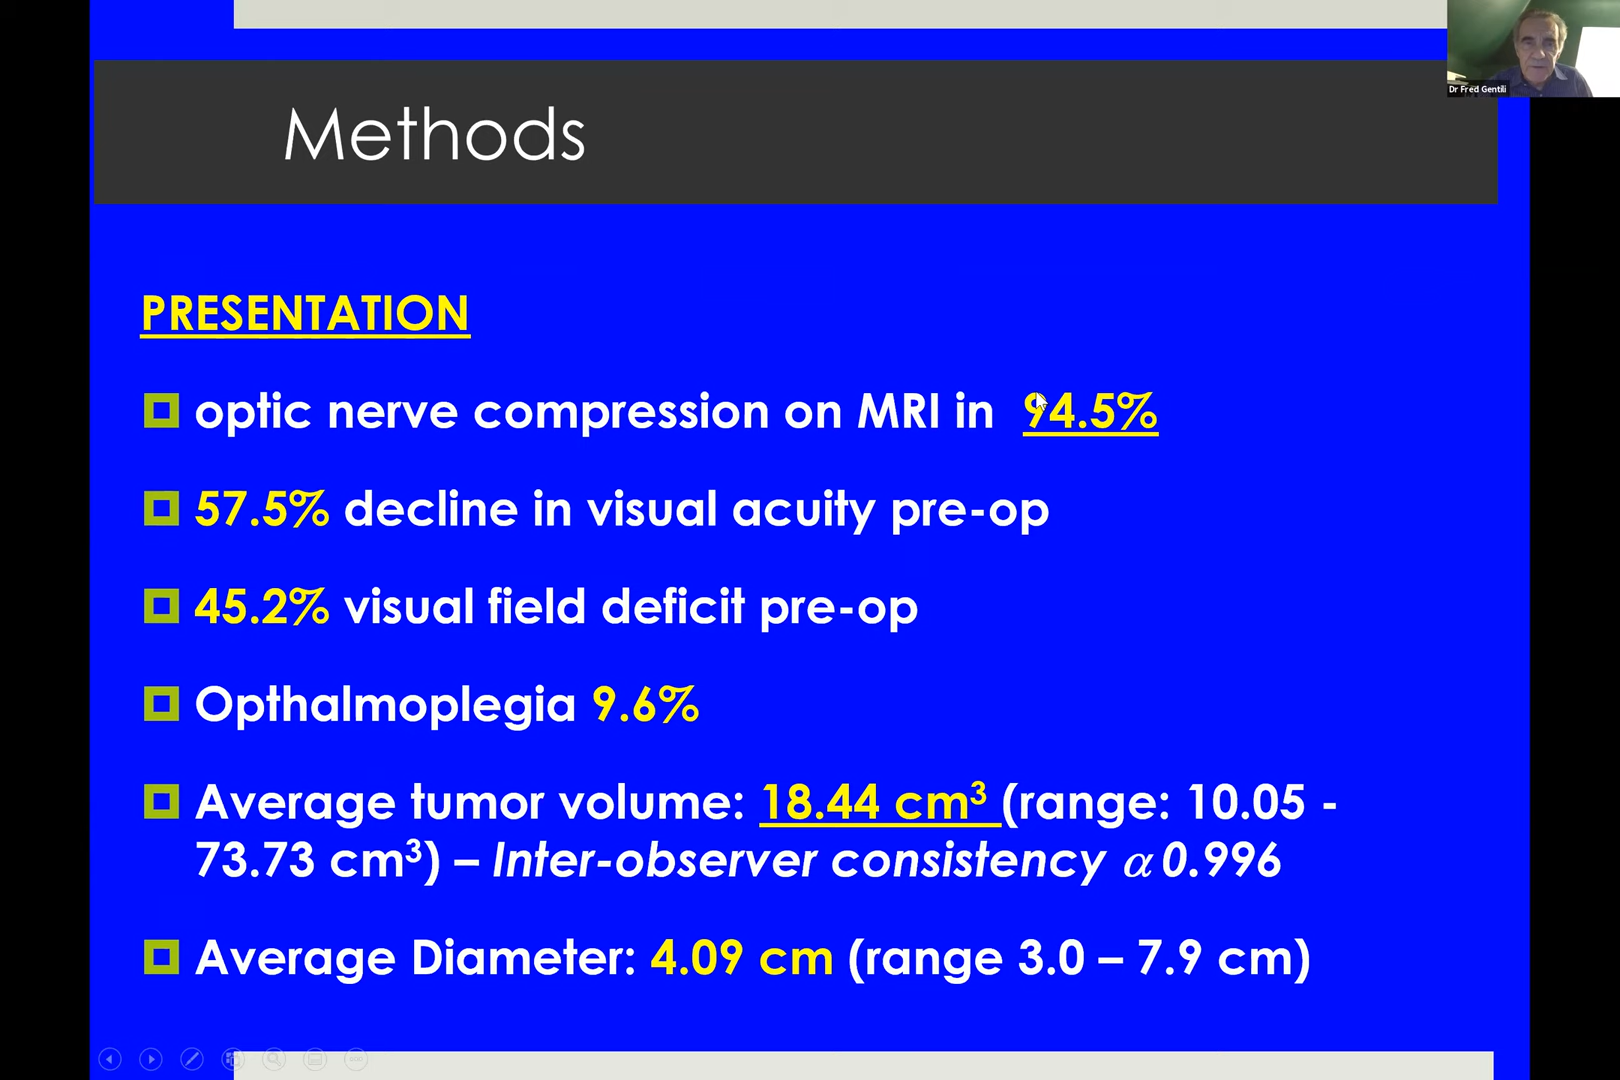 Dr Fred Gentili
Methods
PRESENTATION
optic nerve compression on MRI in 94.5%
57.5% decline in visual acuity pre-op
45.2% visual field deficit pre-op
Opthalmoplegia 9.6%
Average tumor volume: 18.44 cm³ (range: 10.05 -
73.73 cm³) – Inter-observer consistency α 0.996
Average Diameter: 4.09 cm (range 3.0 – 7.9 cm)